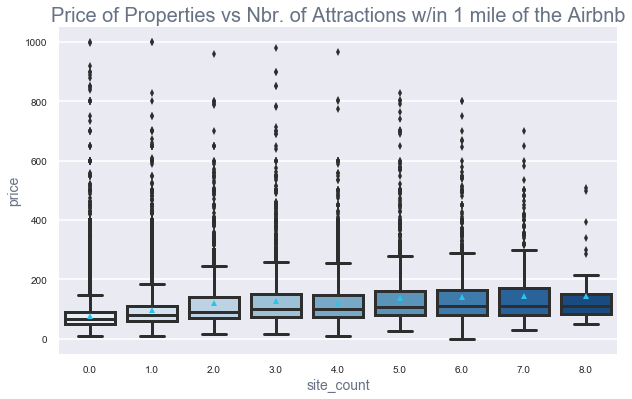 Price of Properties vs Nbr. of Attractions w/in 1 mile of the Airbnb
1000
800
600
400
200
0
price
0.0 1.0 2.0 3.0 4.0 5.0 6.0 7.0 8.0
site_count